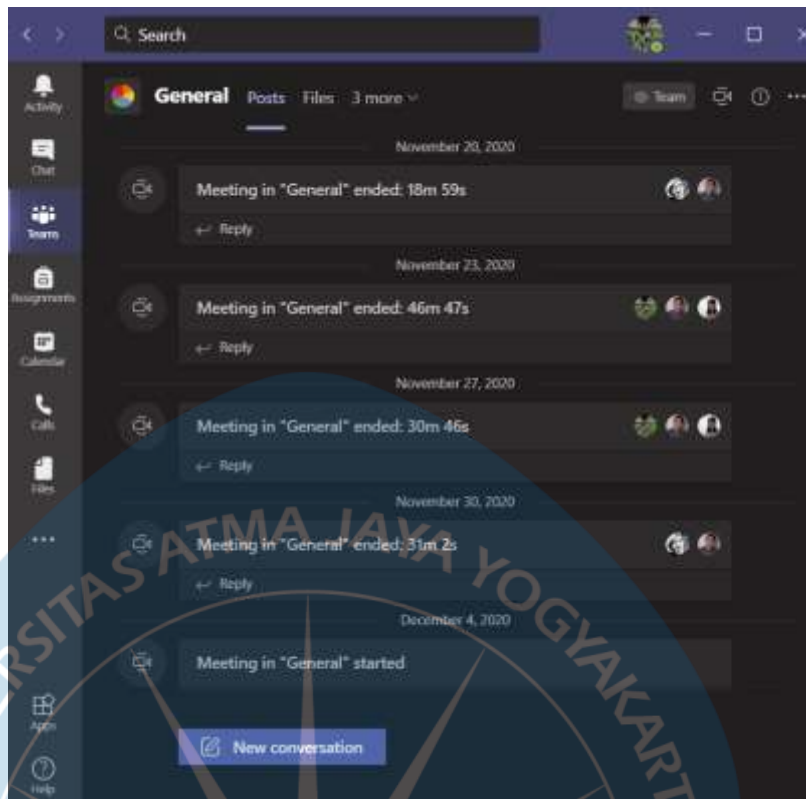 Search
Activity
Chat
Teams
Assignments
Calendar
Calls
Files
Apps
Help
General Posts Files 3 more
Team
November 20, 2020
Meeting in "General" ended: 18m 59s
Reply
November 23, 2020
Meeting in "General" ended: 46m 47s
Reply
November 27, 2020
Meeting in "General" ended: 30m 46s
Reply
November 30, 2020
Meeting in "General" ended: 31m 2s
Reply
December 4, 2020
Meeting in "General" started
New conversation
RSITAS ATMA JAYA YOGYAKART